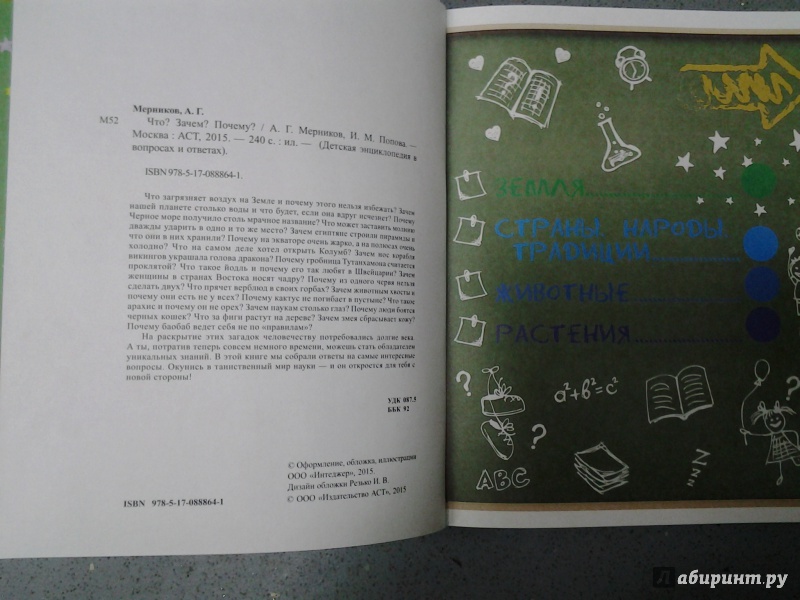 Мерников, А. Г.
М52 Что? Зачем? Почему? / А. Г. Мерников, И. М. Попова. —
Москва : АСТ, 2015. — 240 с. : ил. — (Детская энциклопедия в
вопросах и ответах).
ISBN 978-5-17-088864-1.
Что загрязняет воздух на Земле и почему этого нельзя избежать? Зачем
нашей планете столько воды и что будет, если она вдруг исчезнет? Почему
Черное море получило столь мрачное название? Что может заставить молнию
дважды ударить в одно и то же место? Зачем египтяне строили пирамиды и
что они в них хранили? Почему на экваторе очень жарко, а на полюсах очень
холодно? Что на самом деле хотел открыть Колумб? Зачем нос корабля
викингов украшала голова дракона? Почему гробница Тутанхамона считается
проклятой? Что такое йодль и почему его так любят в Швейцарии? Зачем
женщины в странах Востока носят чадру? Почему из одного червя нельзя
сделать двух? Что прячет верблюд в своих горбах? Зачем животным хвосты и
почему они есть не у всех? Почему кактус не погибает в пустыне? Что такое
арахис и почему он не орех? Зачем паукам столько глаз? Почему люди боятся
черных кошек? Что за фиги растут на дереве? Зачем змея сбрасывает кожу?
Почему баобаб ведет себя не по «правилам»?
На раскрытие этих загадок человечеству потребовались долгие века.
А ты, потратив теперь совсем немного времени, можешь стать обладателем
уникальных знаний. В этой книге мы собрали ответы на самые интересные
вопросы. Окунись в таинственный мир науки — и он откроется для тебя с
новой стороны!
УДК 087.5
ББК 92
© Оформление, обложка, иллюстрации
ООО «Интеджер», 2015.
Дизайн обложки Резько И. В.
© ООО «Издательство АСТ», 2015
ISBN 978-5-17-088864-1
ЗЕМЛЯ
СТРАНЫ, НАРОДЫ,
ТРАДИЦИИ
ЖИВОТНЫЕ
РАСТЕНИЯ
a²+b²=c²
ABC
Лабиринт.ру